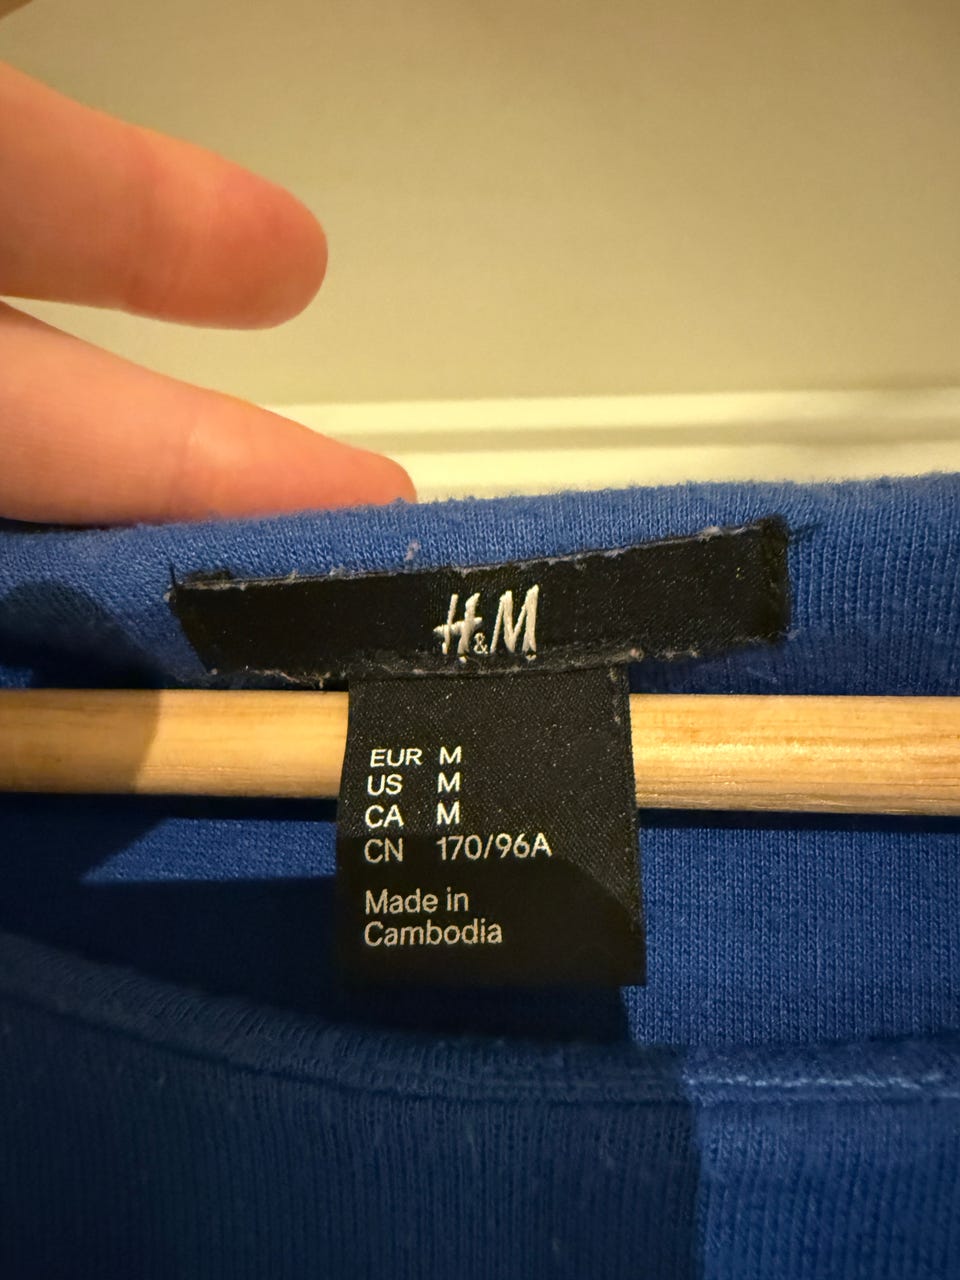 H&M
EUR M
US M
CA M
CN 170/96A
Made in
Cambodia